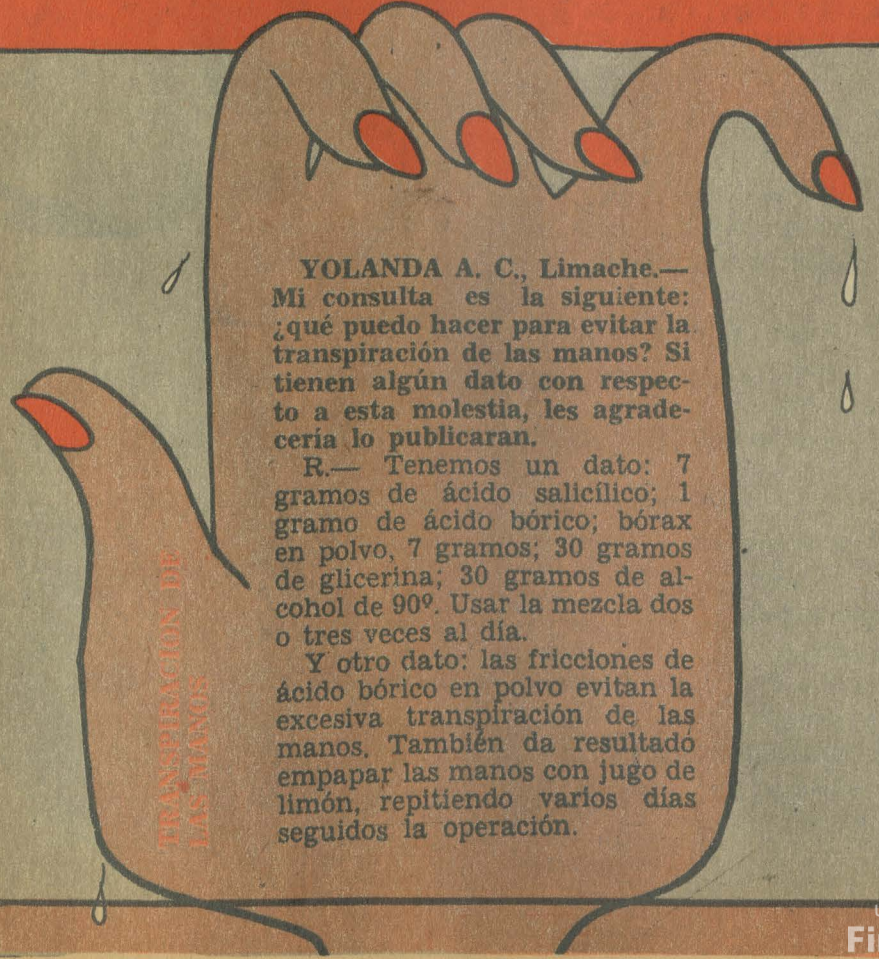 YOLANDA A. C., Limache.—
Mi consulta es la siguiente:
¿qué puedo hacer para evitar la
transpiración de las manos? Si
tienen algún dato con respec-
to a esta molestia, les agrade-
cería lo publicaran.
R.— Tenemos un dato: 7
gramos de ácido salicílico; 1
gramo de ácido bórico; bórax
en polvo, 7 gramos; 30 gramos
de glicerina; 30 gramos de al-
cohol de 90º. Usar la mezcla dos
o tres veces al día.
Y otro dato: las fricciones de
ácido bórico en polvo evitan la
excesiva transpiración de las
manos. También da resultado
empapar las manos con jugo de
limón, repitiendo varios días
seguidos la operación.
TRANSPIRACION DE
LAS MANOS